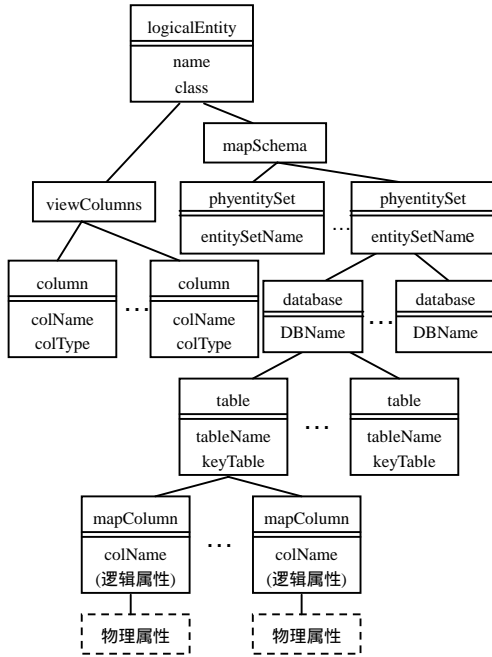 logicalEntity
name
class
mapSchema
viewColumns
phyentitySet
entitySetName
...
phyentitySet
entitySetName
column
colName
colType
...
column
colName
colType
database
DBName
...
database
DBName
table
tableName
keyTable
...
table
tableName
keyTable
mapColumn
colName
(逻辑属性)
...
mapColumn
colName
(逻辑属性)
物理属性
物理属性